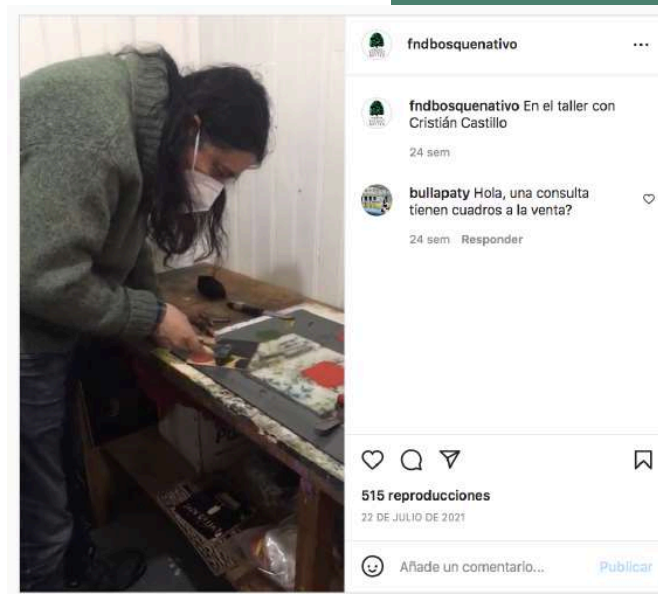 fndbosquenativo
fndbosquenativo En el taller con
Cristián Castillo
24 sem
bullapaty Hola, una consulta
tienen cuadros a la venta?
24 sem Responder
515 reproducciones
22 DE JULIO DE 2021
Añade un comentario... Publicar